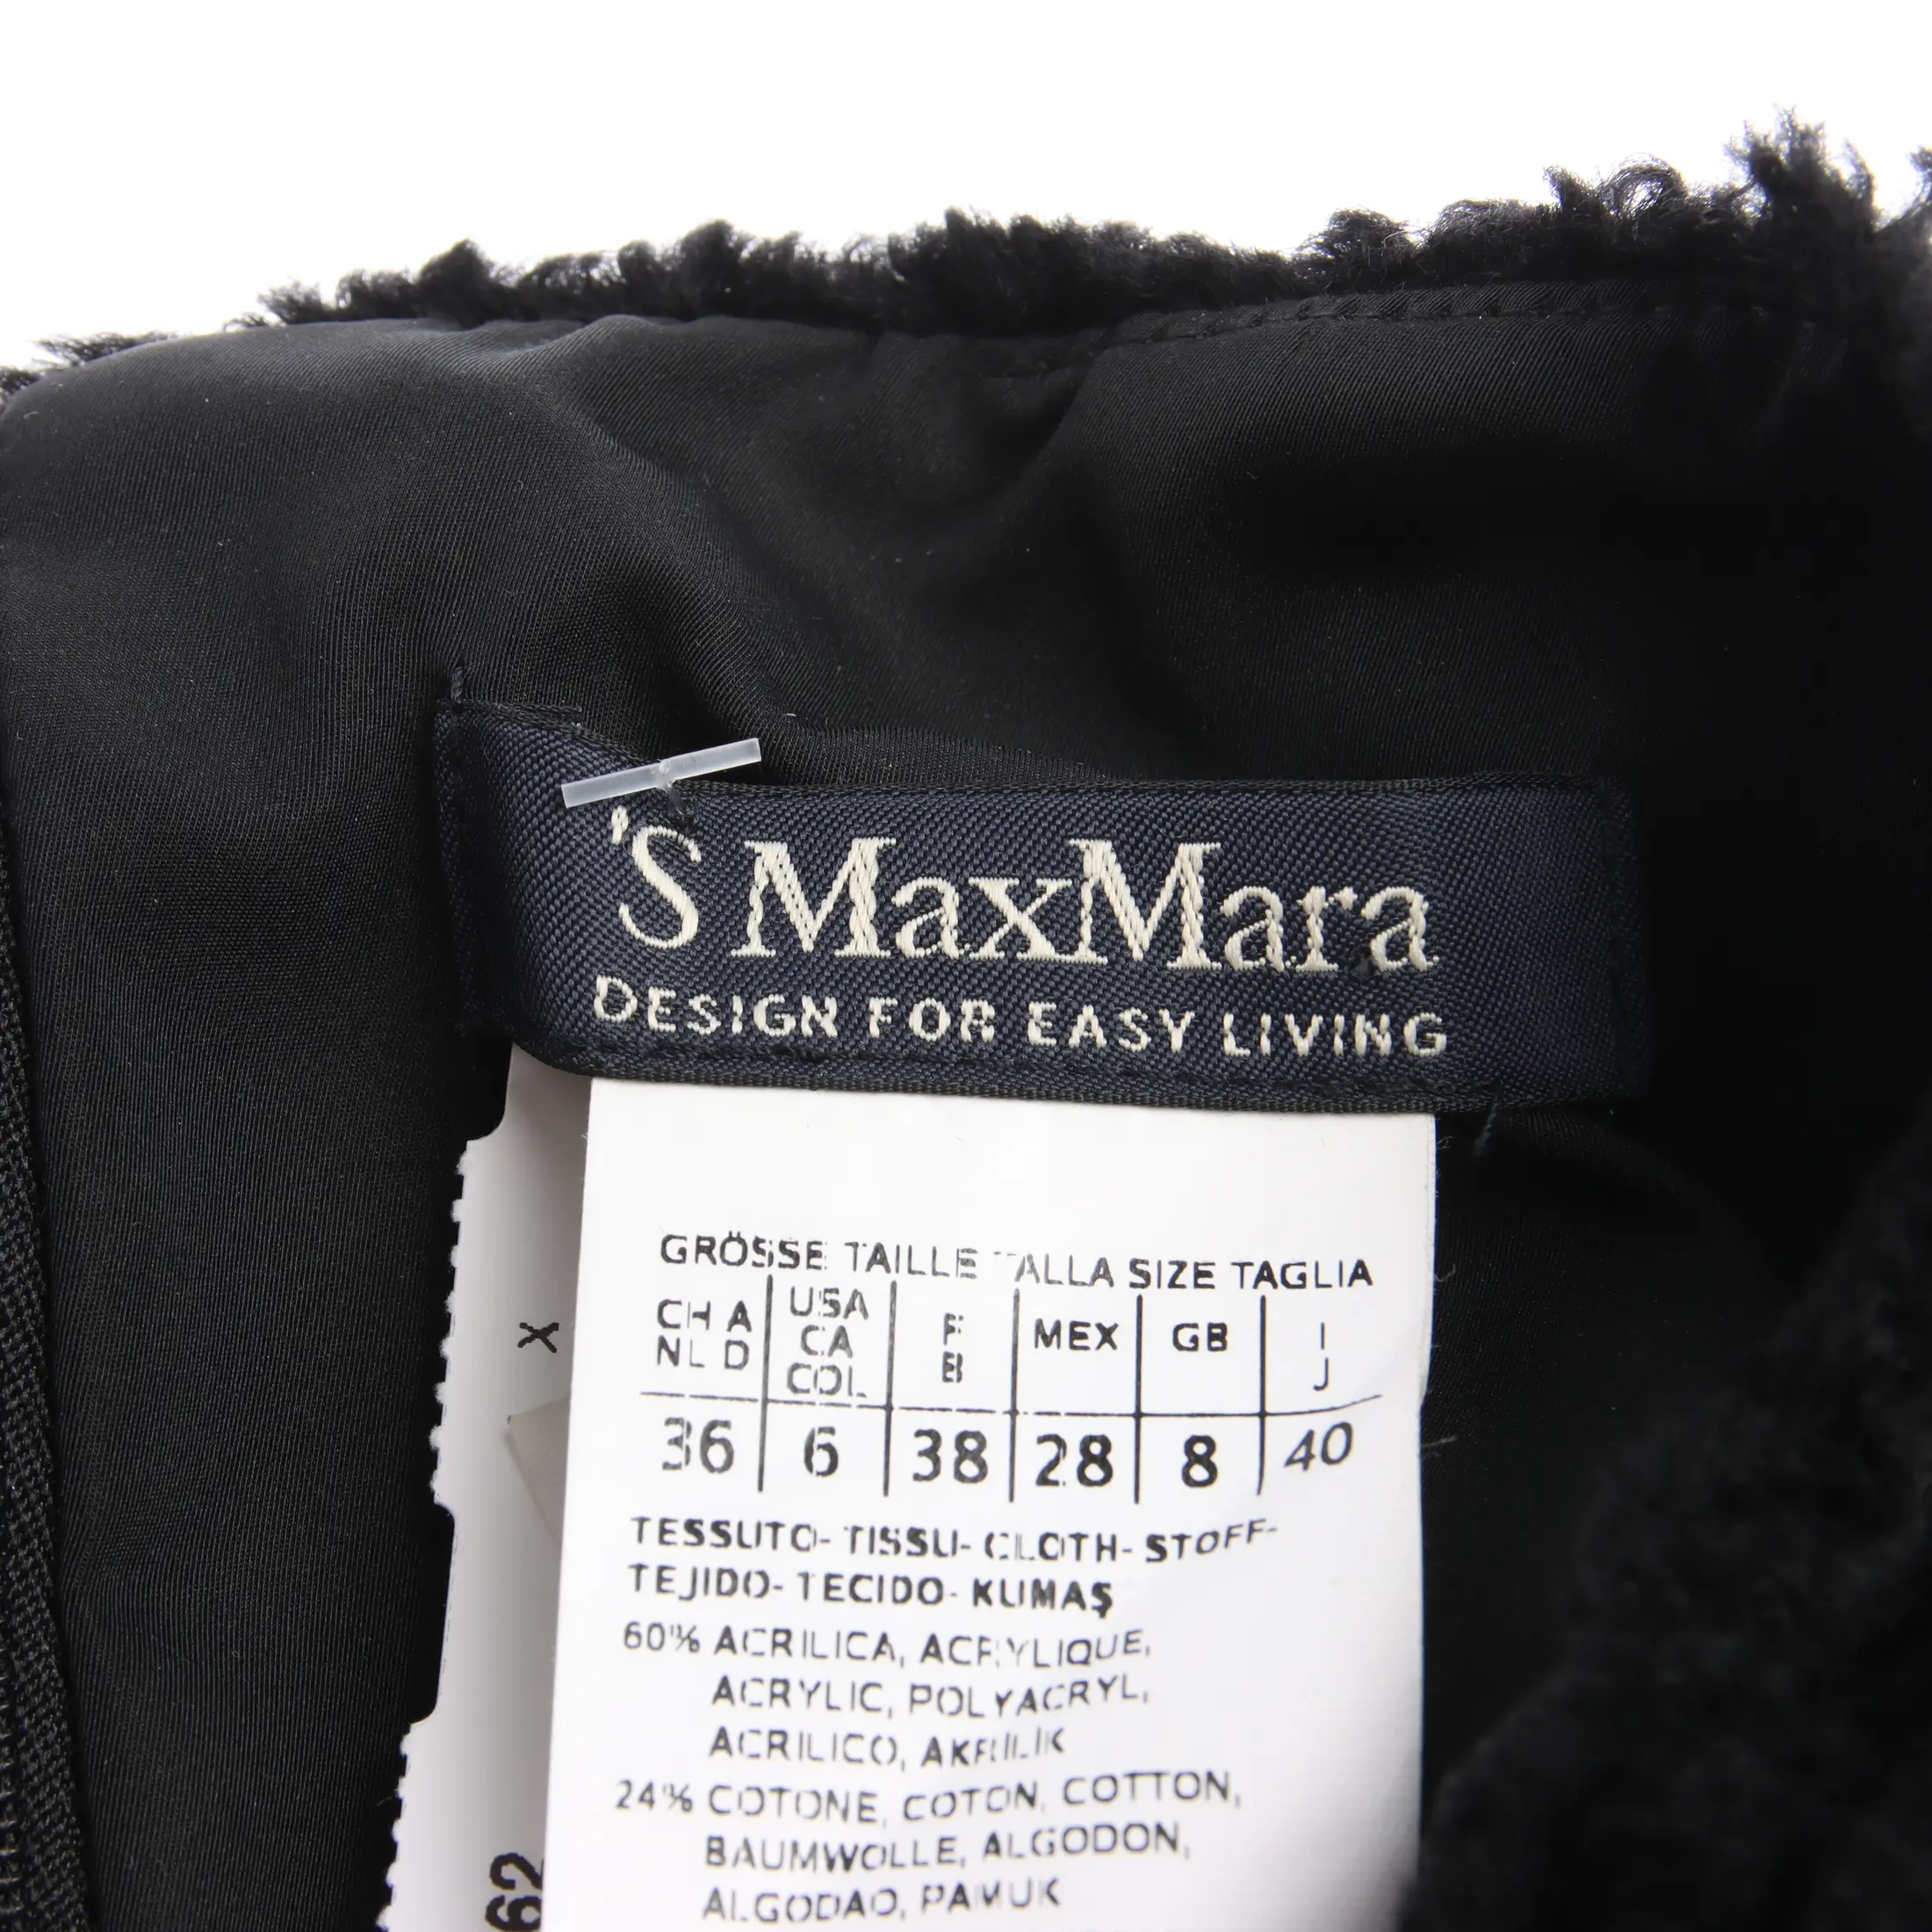 'S MaxMara
DESIGN FOR EASY LIVING
GRÖSSE TAILLE TALLA SIZE TAGLIA
CH A NL D | USA CA COL | F B | MEX | GB | I J
36 | 6 | 38 | 28 | 8 | 40
TESSUTO-TISSU-CLOTH-STOFF-
TEJIDO-TECIDO-KUMAŞ
60% ACRILICA, ACRYLIQUE,
ACRYLIC, POLYACRYL,
ACRILICO, AKRILIK
24% COTONE, COTON, COTTON,
BAUMWOLLE, ALGODON,
ALGODAO, PAMUK
X
62